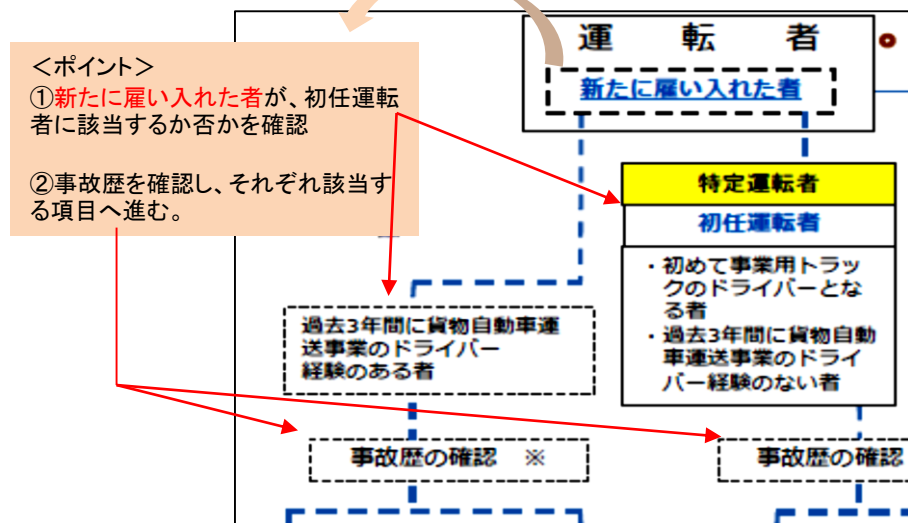 ＜ポイント＞
①新たに雇い入れた者が、初任運転
者に該当するか否かを確認
②事故歴を確認し、それぞれ該当す
る項目へ進む。
運転者
新たに雇い入れた者
特定運転者
初任運転者
・初めて事業用トラッ
クのドライバーとな
る者
・過去3年間に貨物自動
車運送事業のドライ
バー経験のない者
過去3年間に貨物自動車運
送事業のドライバー
経験のある者
事故歴の確認　※
事故歴の確認